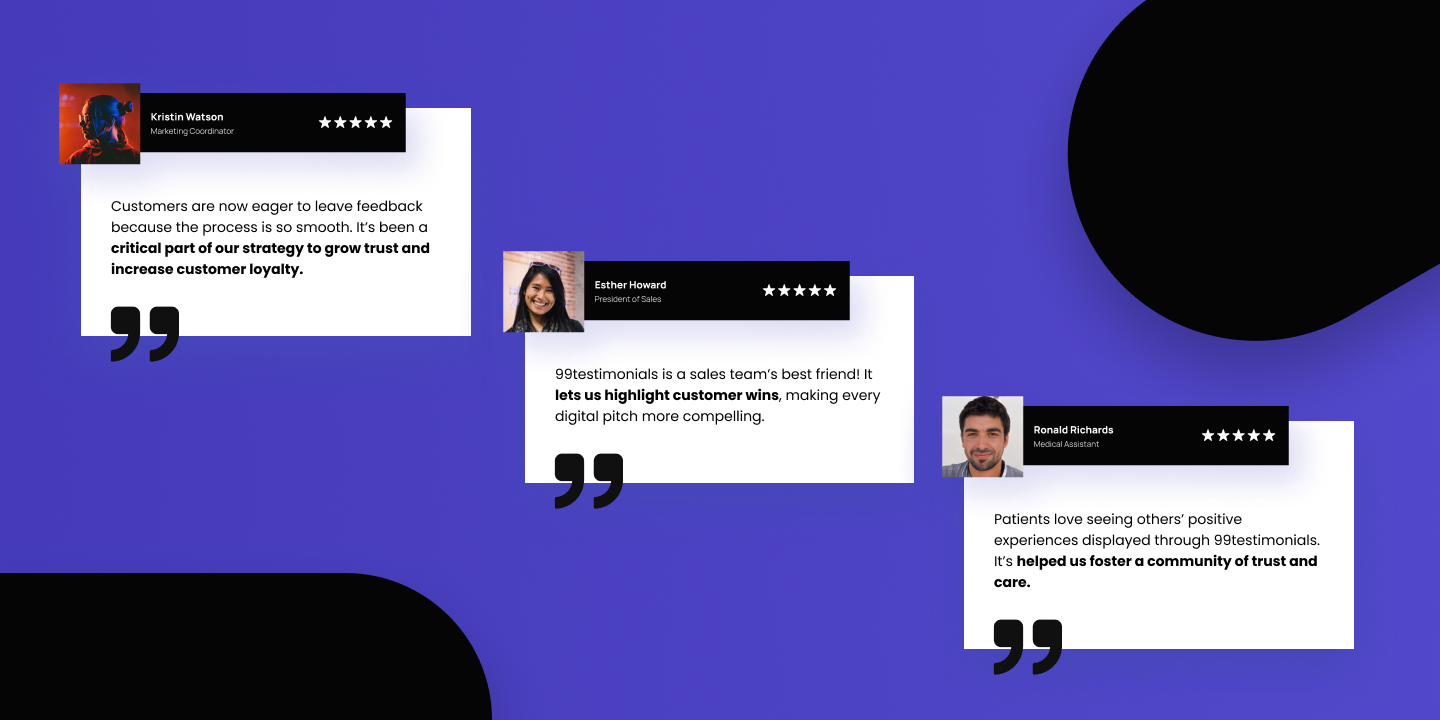 Kristin Watson
Marketing Coordinator
Customers are now eager to leave feedback
because the process is so smooth. It’s been a
critical part of our strategy to grow trust and
increase customer loyalty.
Esther Howard
President of Sales
99testimonials is a sales team’s best friend! It
lets us highlight customer wins, making every
digital pitch more compelling.
Ronald Richards
Medical Assistant
Patients love seeing others’ positive
experiences displayed through 99testimonials.
It’s helped us foster a community of trust and
care.